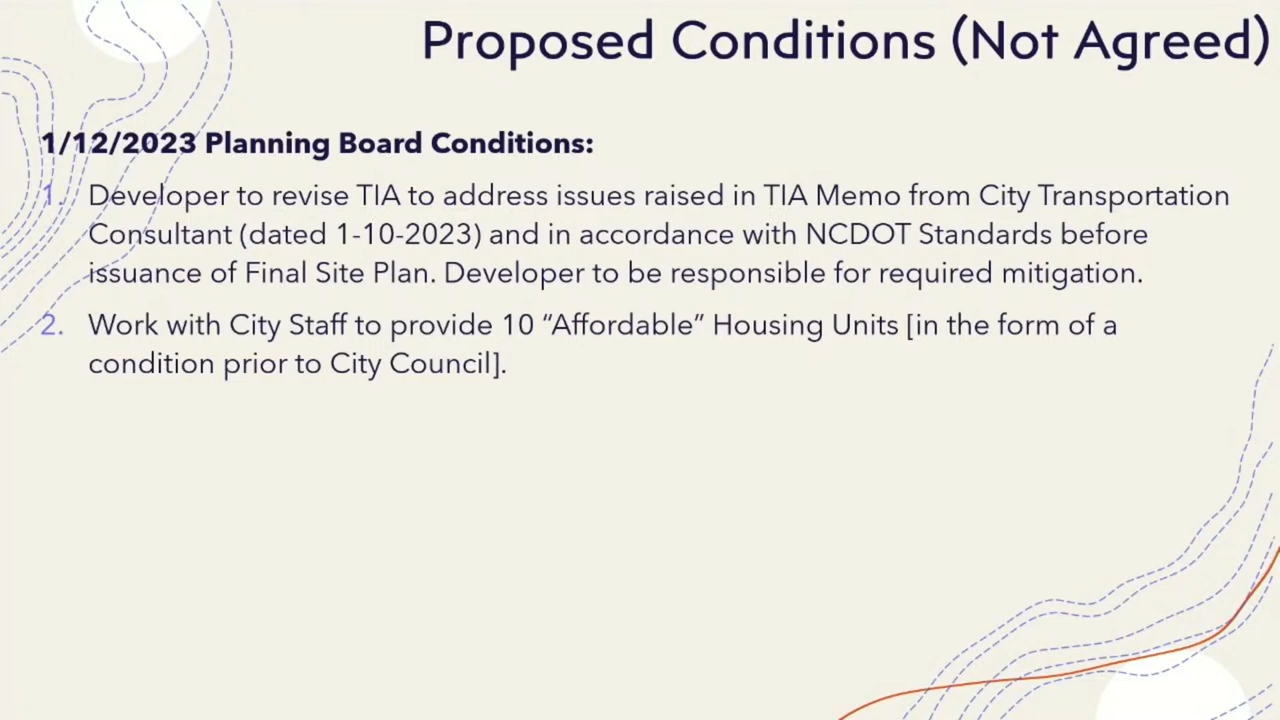 Proposed Conditions (Not Agreed)
1/12/2023 Planning Board Conditions:
1. Developer to revise TIA to address issues raised in TIA Memo from City Transportation
Consultant (dated 1-10-2023) and in accordance with NCDOT Standards before
issuance of Final Site Plan. Developer to be responsible for required mitigation.
2. Work with City Staff to provide 10 “Affordable” Housing Units [in the form of a
condition prior to City Council].